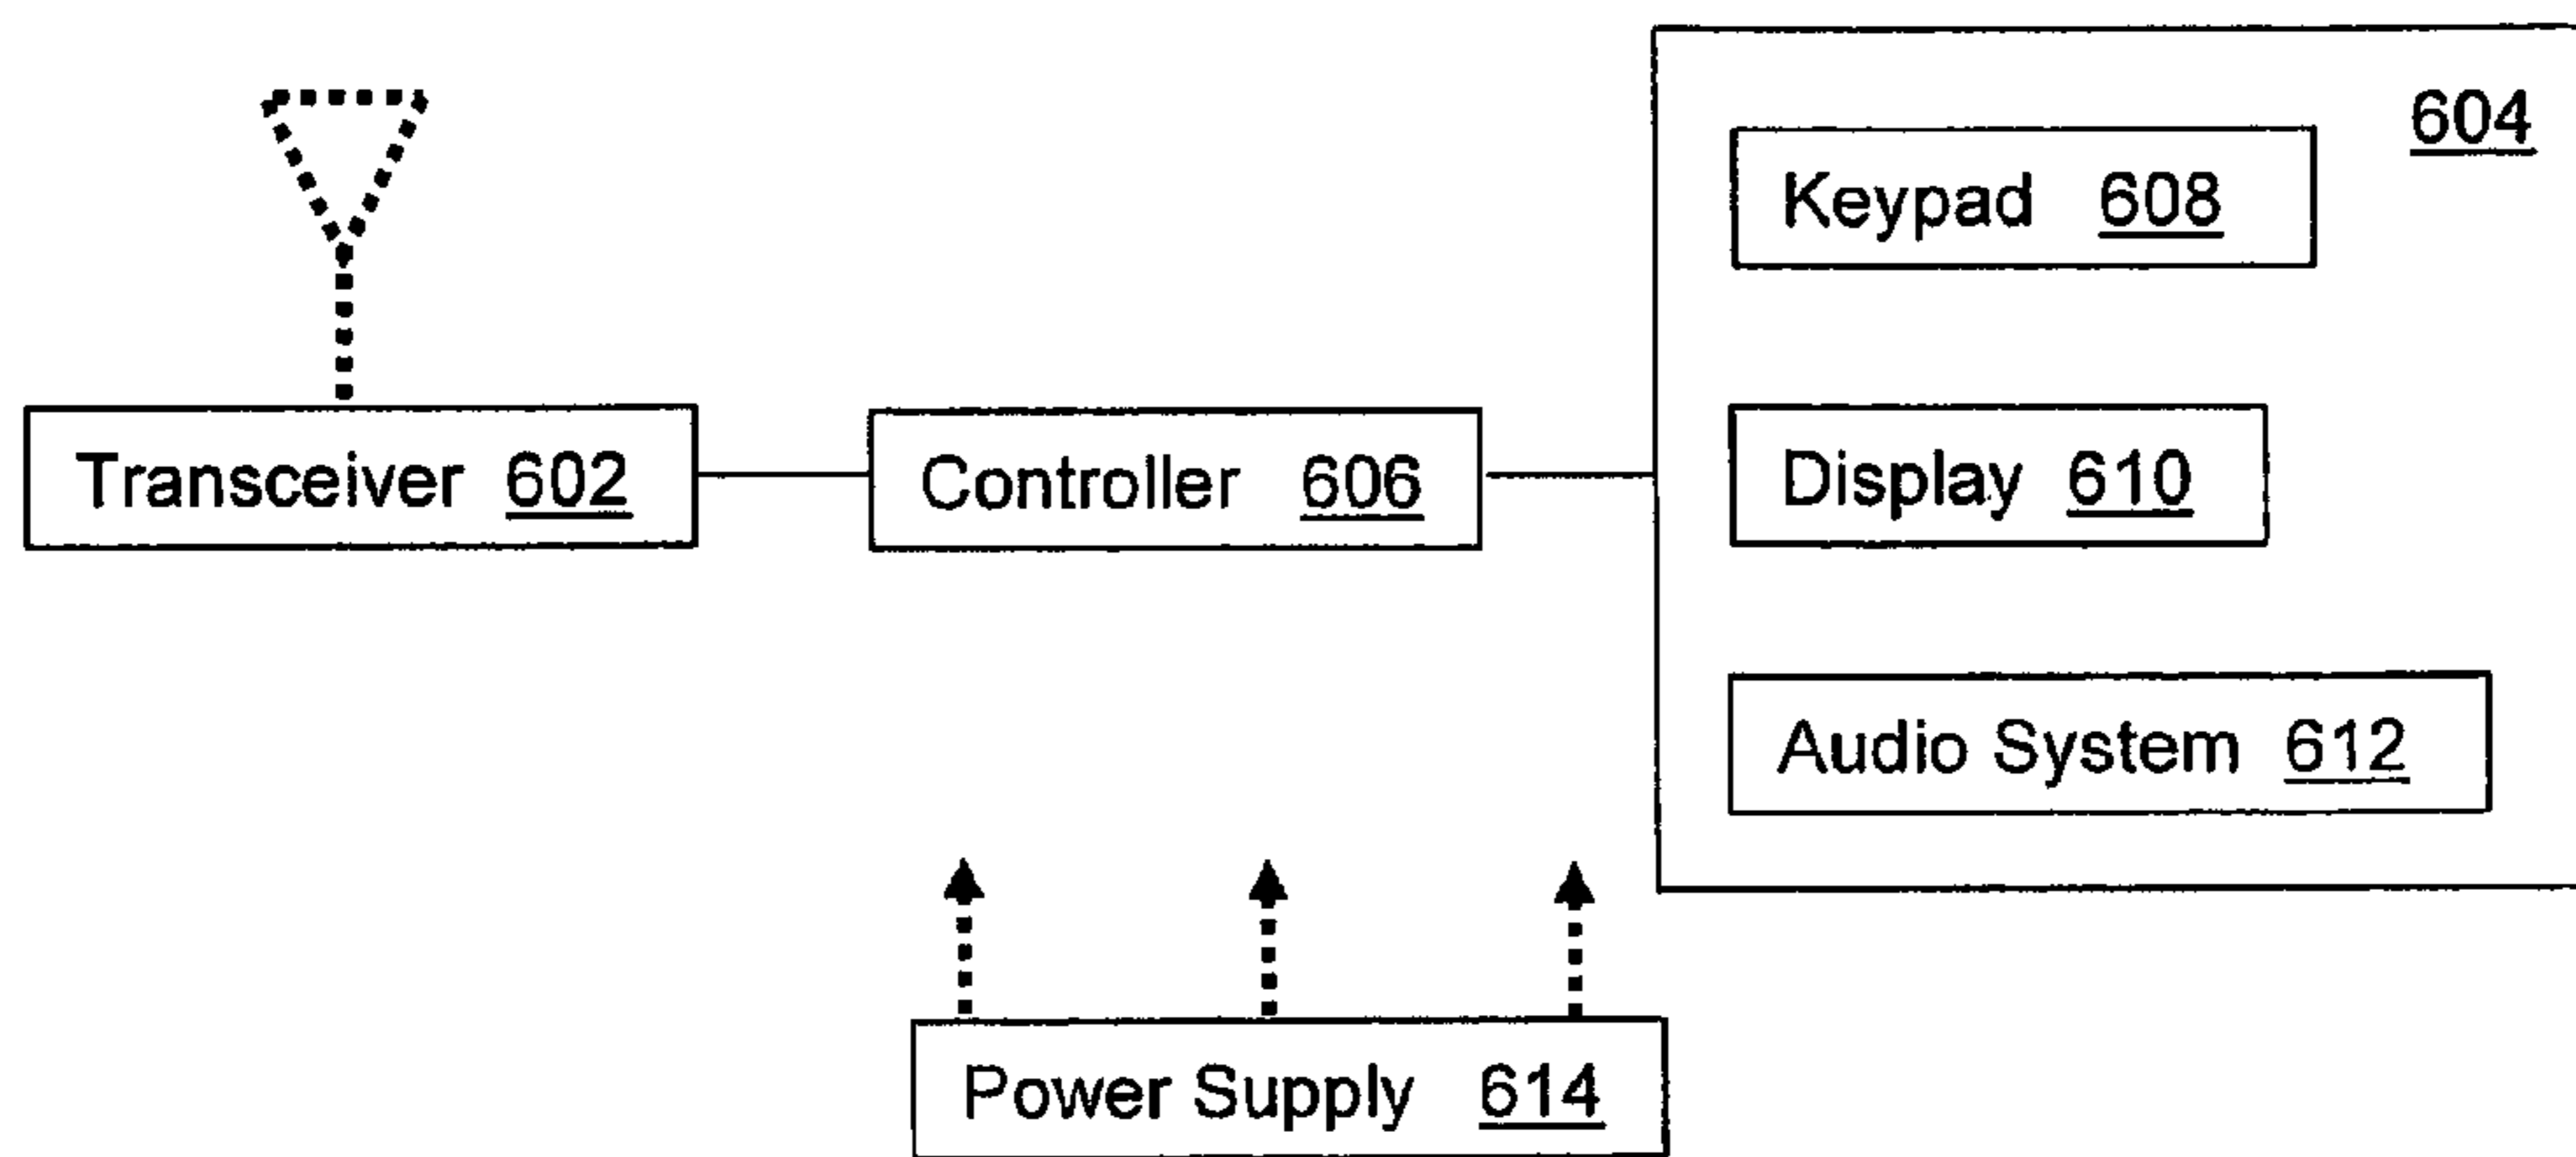 604
Keypad 608
Transceiver 602
Controller 606
Display 610
Audio System 612
Power Supply 614